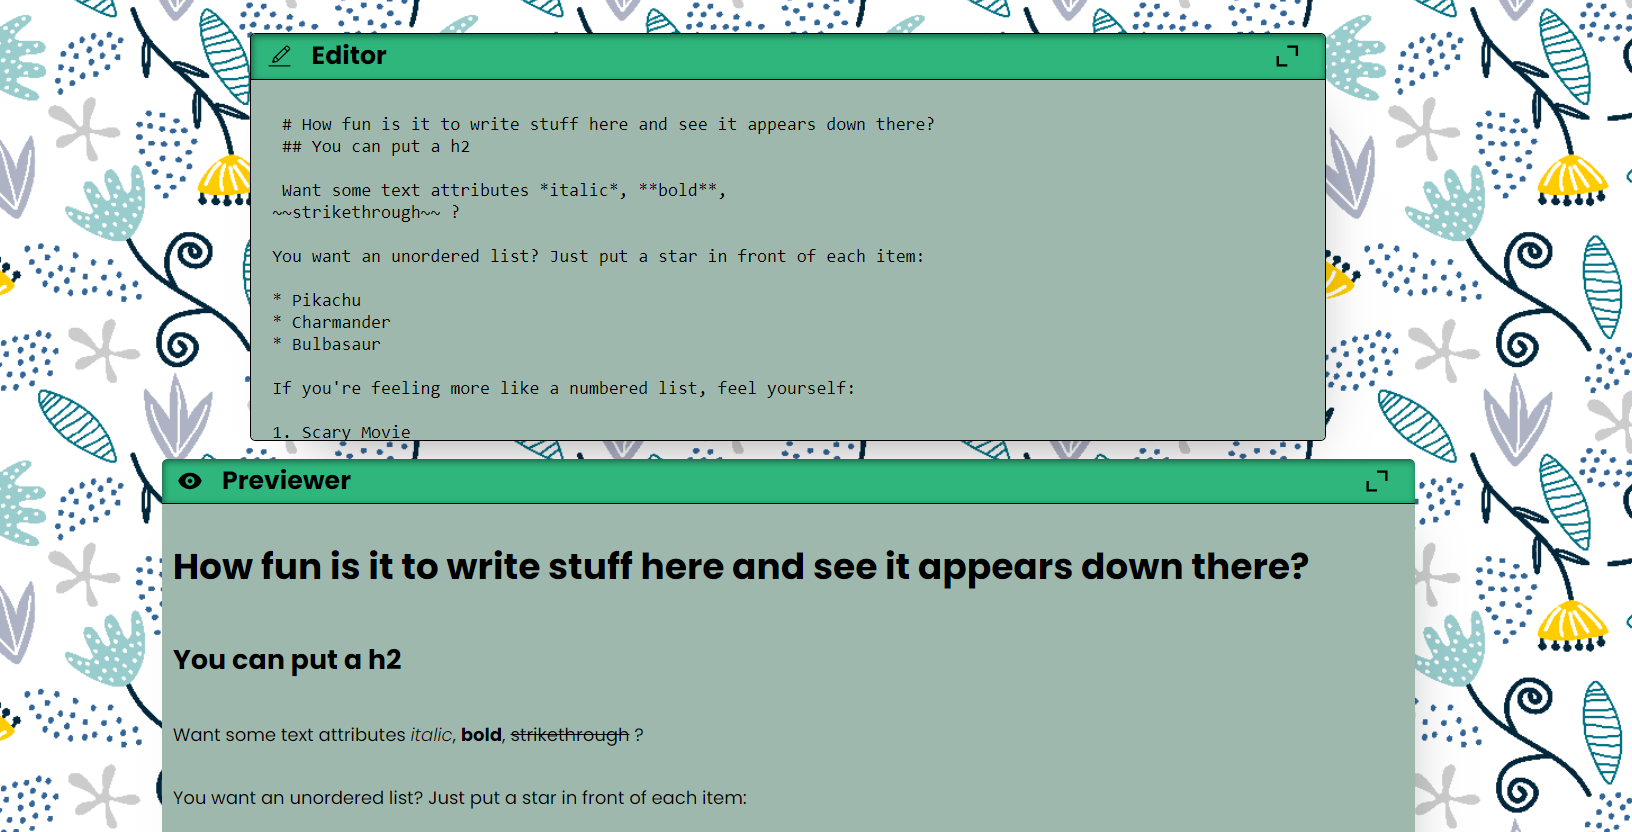 Editor
# How fun is it to write stuff here and see it appears down there?
## You can put a h2
Want some text attributes *italic*, **bold**,
~~strikethrough~~ ?
You want an unordered list? Just put a star in front of each item:
* Pikachu
* Charmander
* Bulbasaur
If you're feeling more like a numbered list, feel yourself:
1. Scary Movie
Previewer
How fun is it to write stuff here and see it appears down there?
You can put a h2
Want some text attributes italic, bold, strikethrough ?
You want an unordered list? Just put a star in front of each item: